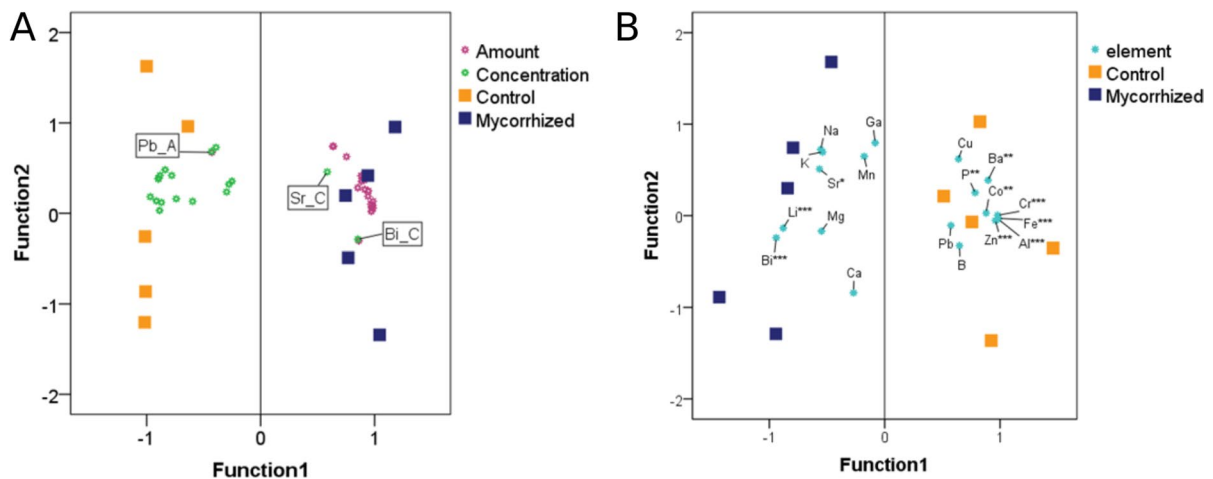 A
2
1
0
-1
-2
-1
0
1
Function2
Function1
Pb_A
Sr_C
Bi_C
Amount
Concentration
Control
Mycorrhized
B
2
1
0
-1
-2
-1
0
1
Function2
Function1
Na
Ga
K
Mn
Sr*
Li***
Mg
Bi***
Ca
Cu
Ba**
P**
Co**
Cr***
Fe***
Pb
Zn***
Al***
B
element
Control
Mycorrhized